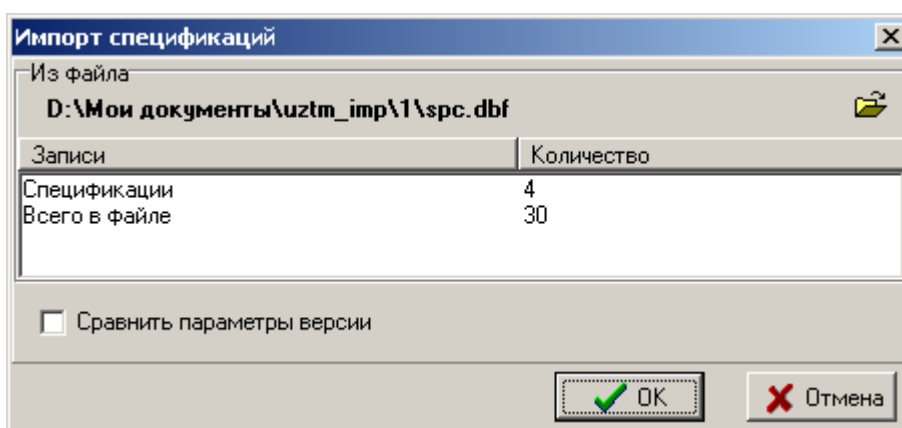 Импорт спецификаций
Из файла
D:\Мои документы\uztm_imp\1\spc.dbf
Записи Количество
Спецификации 4
Всего в файле 30
Сравнить параметры версии
OK Отмена